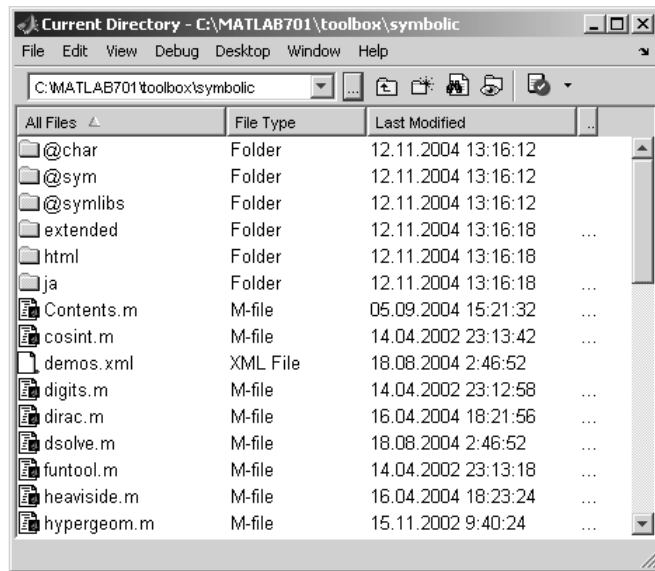 Current Directory - C:\MATLAB701\toolbox\symbolic
File Edit View Debug Desktop Window Help
C:\MATLAB701\toolbox\symbolic ...
All Files File Type Last Modified ..
@char Folder 12.11.2004 13:16:12
@sym Folder 12.11.2004 13:16:12
@symlibs Folder 12.11.2004 13:16:12
extended Folder 12.11.2004 13:16:18 ...
html Folder 12.11.2004 13:16:18
ja Folder 12.11.2004 13:16:18 ...
Contents.m M-file 05.09.2004 15:21:32 ...
cosint.m M-file 14.04.2002 23:13:42 ...
demos.xml XML File 18.08.2004 2:46:52
digits.m M-file 14.04.2002 23:12:58 ...
dirac.m M-file 16.04.2004 18:21:56 ...
dsolve.m M-file 18.08.2004 2:46:52 ...
funtool.m M-file 14.04.2002 23:13:18 ...
heaviside.m M-file 16.04.2004 18:23:24 ...
hypergeom.m M-file 15.11.2002 9:40:24 ...